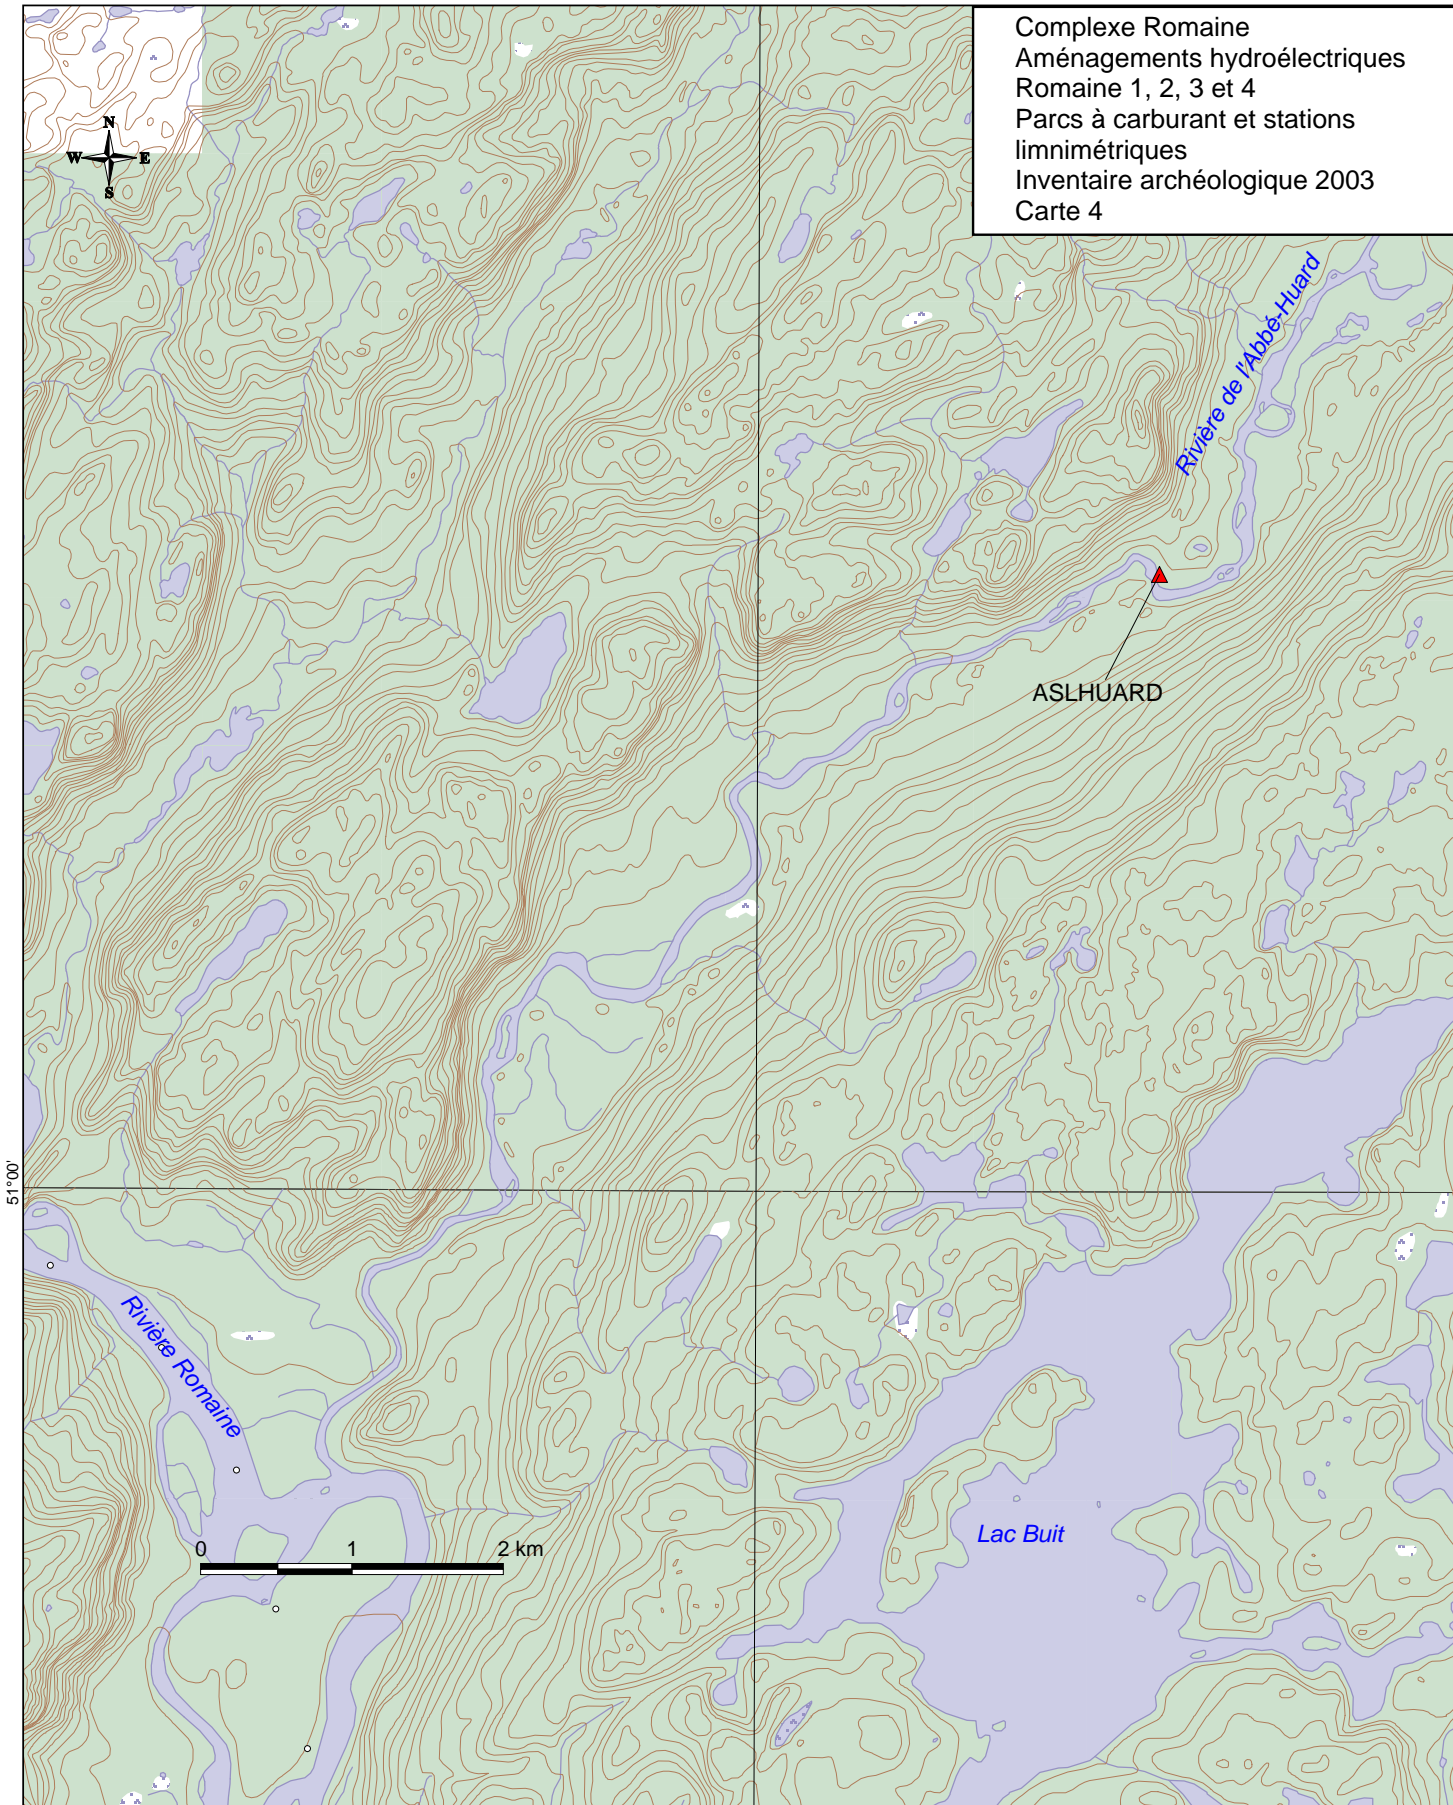 Complexe Romaine
Aménagements hydroélectriques
Romaine 1, 2, 3 et 4
Parcs à carburant et stations
limnimétriques
Inventaire archéologique 2003
Carte 4
N
W E
S
Rivière de l'Abbé-Huard
ASLHUARD
51°00'
Rivière Romaine
Lac Buit
0 1 2 km